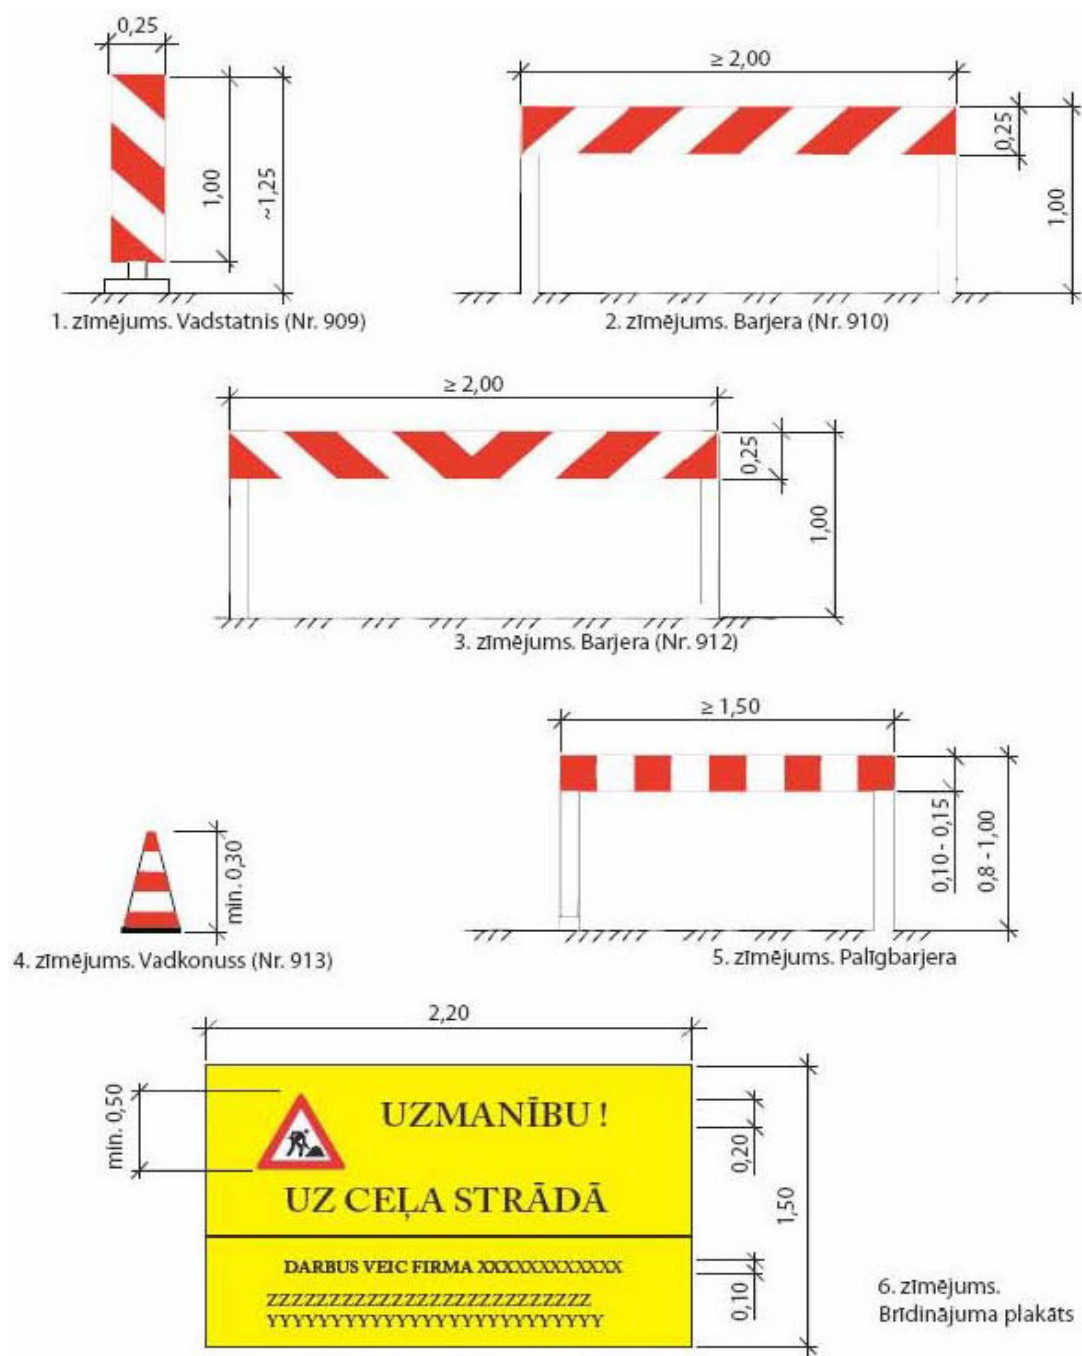 0,25
1,00
~1,25
1. zīmējums. Vadstatnis (Nr. 909)
≥ 2,00
0,25
1,00
2. zīmējums. Barjera (Nr. 910)
≥ 2,00
0,25
1,00
3. zīmējums. Barjera (Nr. 912)
min. 0,30
4. zīmējums. Vadkonuss (Nr. 913)
≥ 1,50
0,10 - 0,15
0,8 - 1,00
5. zīmējums. Palīgbarjera
2,20
min. 0,50
UZMANĪBU !
0,20
UZ CEĻA STRĀDĀ
1,50
DARBUS VEIC FIRMA XXXXXXXXXXXX
ZZZZZZZZZZZZZZZZZZZZZZZZZZZ
YYYYYYYYYYYYYYYYYYYYYYYYYY
0,10
6. zīmējums.
Brīdinājuma plakāts